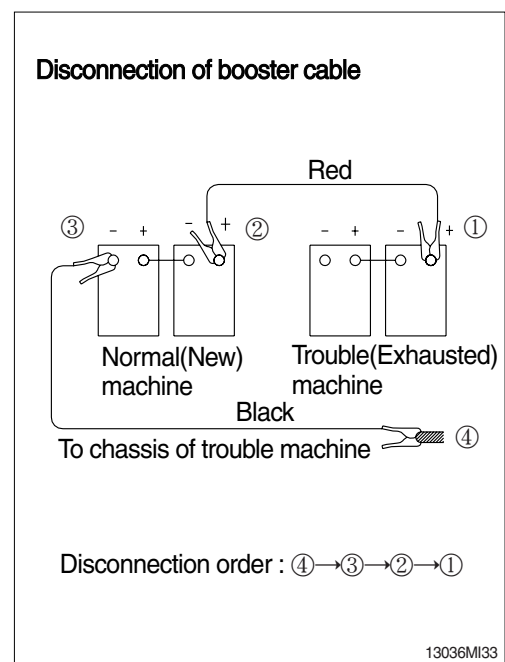 Disconnection of booster cable
Red
③ - + - + ② - + - + ①
Normal(New)
machine
Trouble(Exhausted)
machine
Black
To chassis of trouble machine ④
Disconnection order : ④→③→②→①
13036MI33